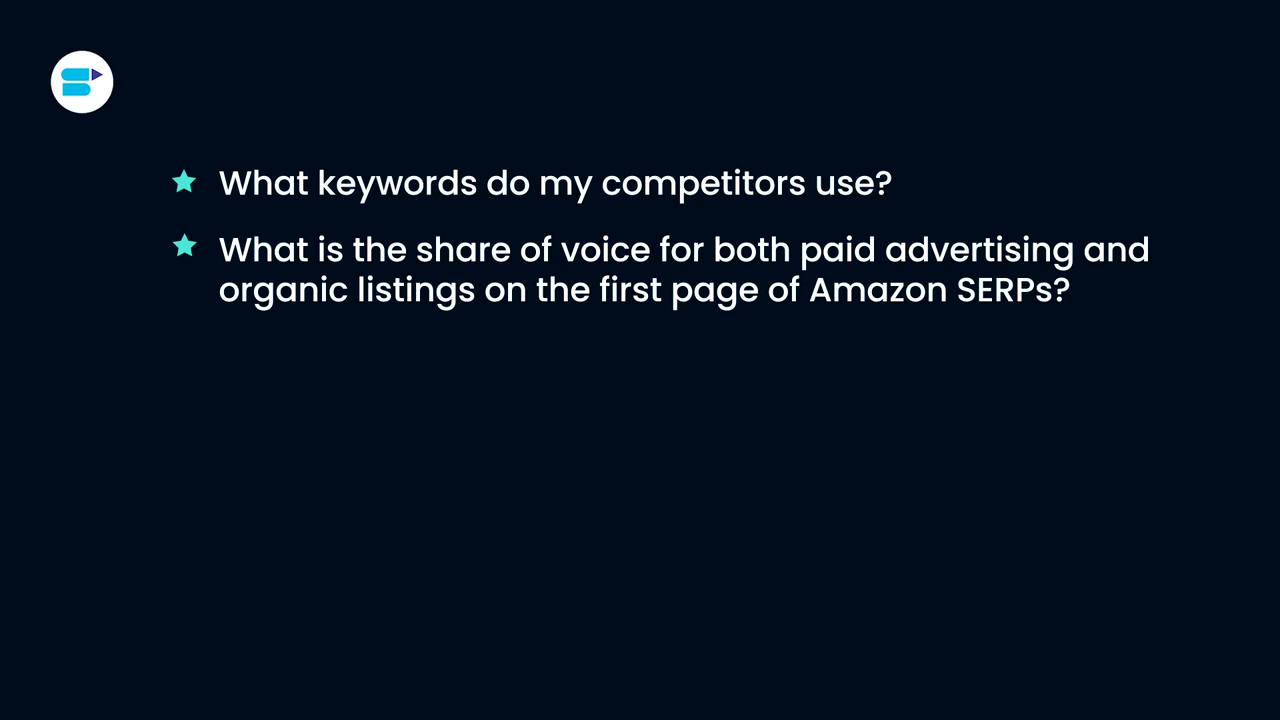 What keywords do my competitors use?
What is the share of voice for both paid advertising and
organic listings on the first page of Amazon SERPs?